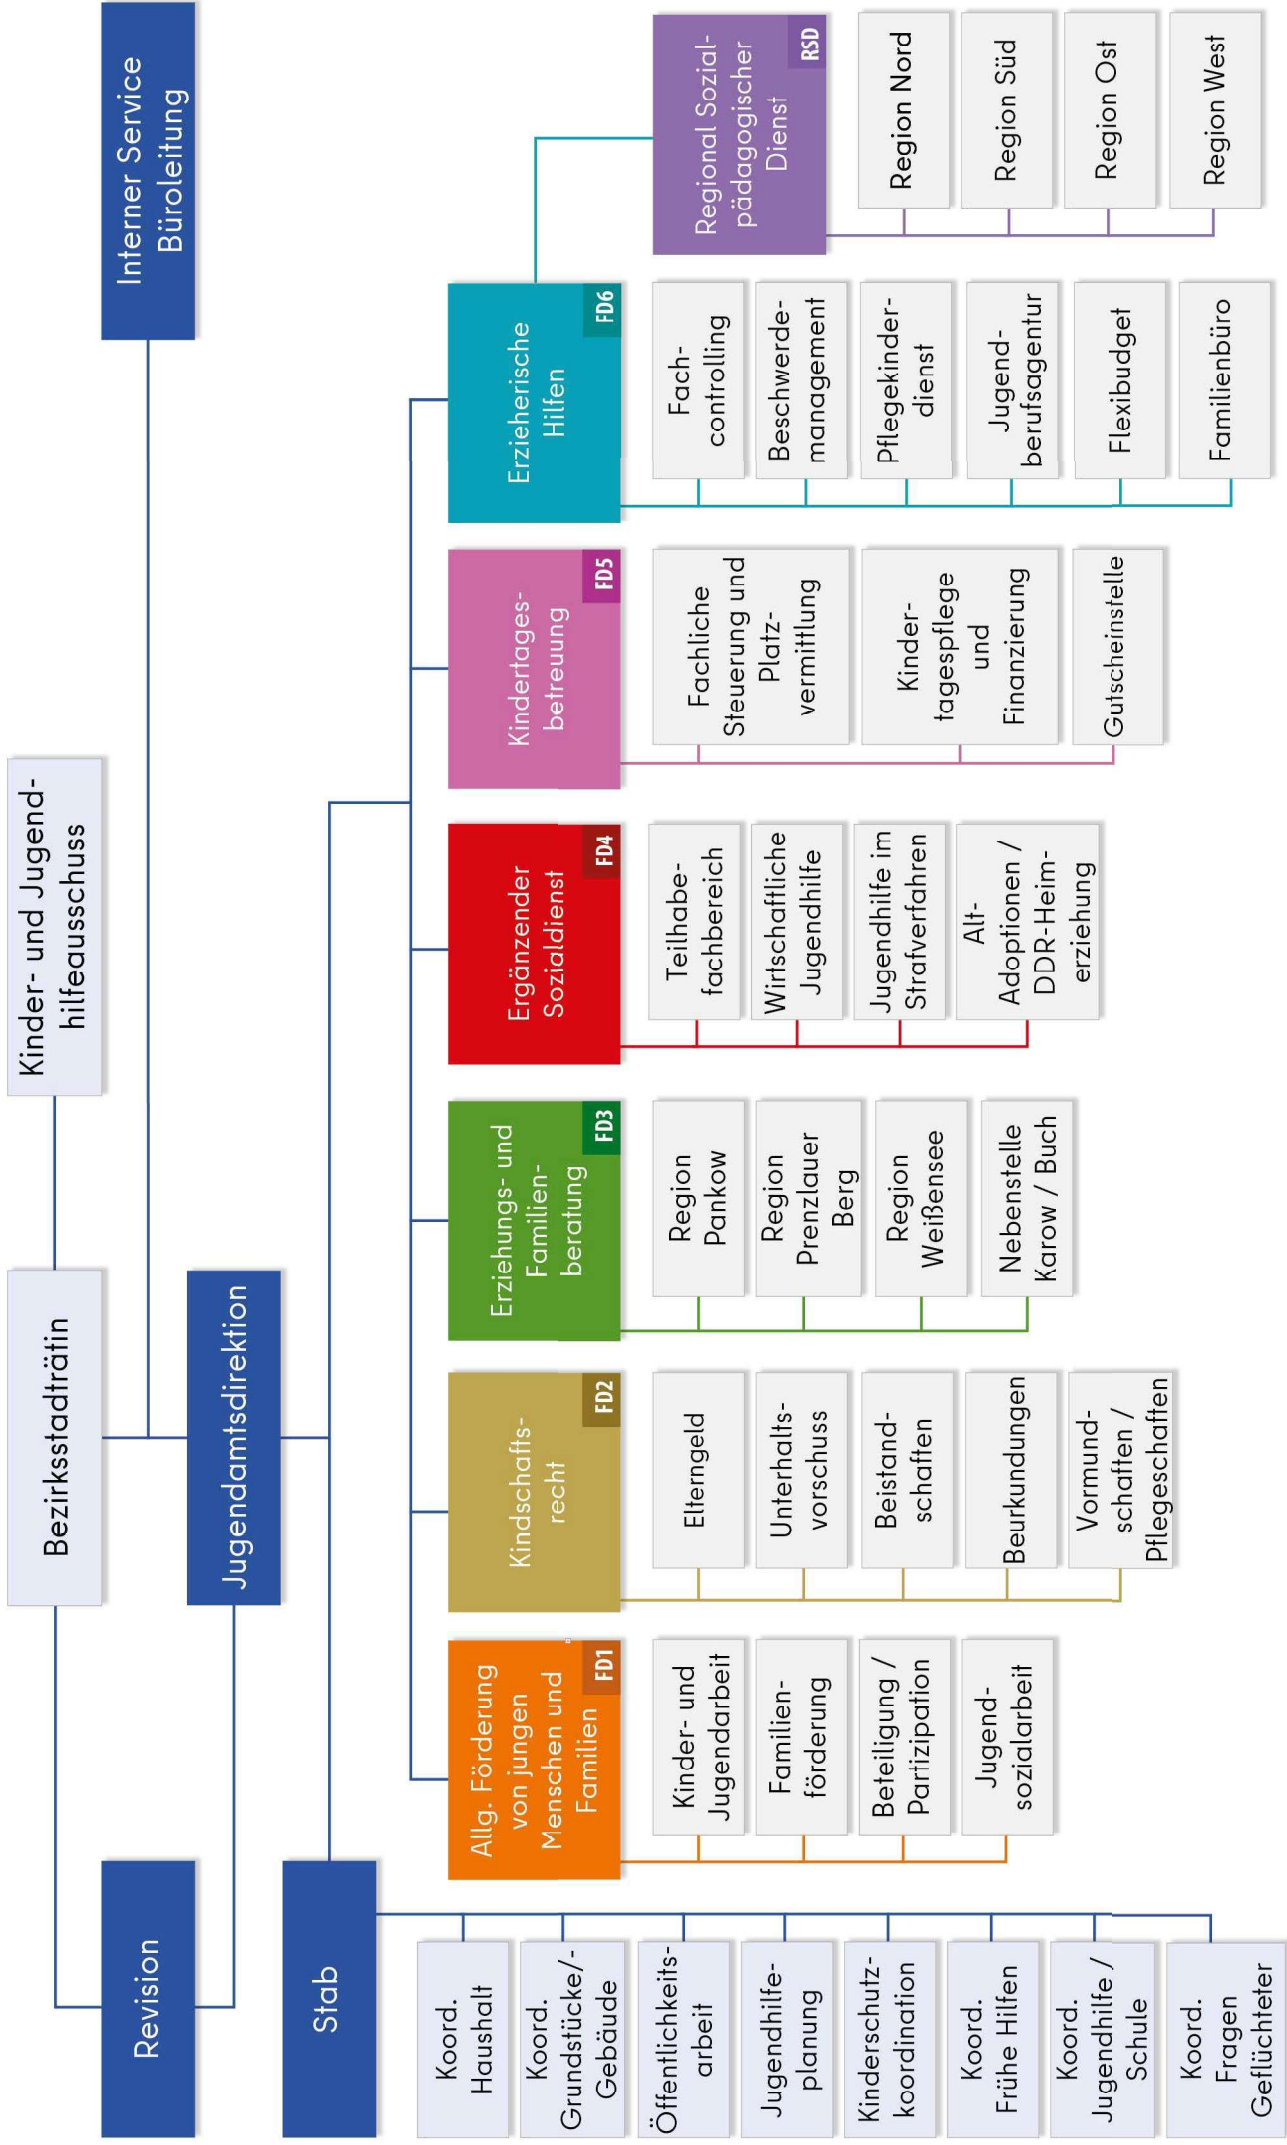 Kinder- und Jugend-
hilfeausschuss
Bezirksstadträtin
Interner Service
Büroleitung
Revision
Jugendamtsdirektion
Stab
Koord.
Haushalt
Koord.
Grundstücke/-
Gebäude
Öffentlichkeits-
arbeit
Jugendhilfe-
planung
Kinderschutz-
koordination
Koord.
Frühe Hilfen
Koord.
Jugendhilfe /
Schule
Koord.
Fragen
Geflüchteter
Allg. Förderung
von jungen
Menschen und
Familien
FD1
Kinder- und
Jugendarbeit
Familien-
förderung
Beteiligung /
Partizipation
Jugend-
sozialarbeit
Kindschafts-
recht
FD2
Elterngeld
Unterhalts-
vorschuss
Beistand-
schaften
Beurkundungen
Vormund-
schaften /
Pflegeschaften
Erziehungs- und
Familien-
beratung
FD3
Region
Pankow
Region
Prenzlauer
Berg
Region
Weißensee
Nebenstelle
Karow / Buch
Ergänzender
Sozialdienst
FD4
Teilhabe-
fachbereich
Wirtschaftliche
Jugendhilfe
Jugendhilfe im
Strafverfahren
Alt-
Adoptionen /
DDR-Heim-
erziehung
Kindertages-
betreuung
FD5
Fachliche
Steuerung und
Platz-
vermittlung
Kinder-
tagespflege
und
Finanzierung
Gutscheinstelle
Erzieherische
Hilfen
FD6
Fach-
controlling
Beschwerde-
management
Pflegekinder-
dienst
Jugend-
berufsagentur
Flexibudget
Familienbüro
Regional Sozial-
pädagogischer
Dienst
RSD
Region Nord
Region Süd
Region Ost
Region West